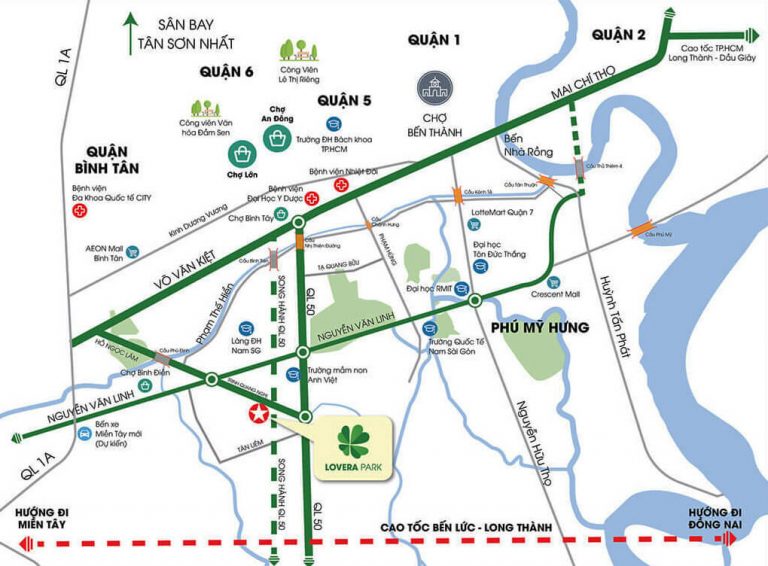 SÂN BAY
TÂN SƠN NHẤT
QL 1A
QUẬN 6
Công Viên
Lê Thị Riêng
QUẬN 1
QUẬN 2
Cao tốc TP.HCM
Long Thành - Dầu Giây
MAI CHÍ THỌ
Chợ
An Đông
QUẬN 5
Công viên Văn
hóa Đầm Sen
Trường ĐH Bách khoa
TP.HCM
CHỢ
BẾN THÀNH
Bến
Nhà Rồng
Chợ Lớn
QUẬN
BÌNH TÂN
Bệnh viện Nhiệt Đới
Cầu Thủ Thiêm 4
Bệnh viện
Đa Khoa Quốc tế CITY
Bệnh viện
Đại Học Y Dược
Cầu Kênh Tẻ
Cầu Tân Thuận
Kinh Dương Vương
Chợ Bình Tây
LotteMart Quận 7
Cầu
Chánh Hưng
Cầu Phú Mỹ
AEON Mall
Bình Tân
VÕ VĂN KIỆT
Cầu Bình Tiên
Cầu
Nhị Thiên Đường
PHẠM HÙNG
Đại học
Tôn Đức Thắng
TẠ QUANG BỬU
Phạm Thế Hiển
SONG HÀNH QL 50
QL 50
Đại học RMIT
Crescent Mall
Huỳnh Tấn Phát
NGUYỄN VĂN LINH
PHÚ MỸ HƯNG
HỒ NGỌC LÃM
Cầu Phú Định
Làng ĐH
Nam SG
Trường Quốc Tế
Nam Sài Gòn
Chợ Bình Điền
Trường mầm non
Anh Việt
TRỊNH QUANG NGHỊ
NGUYỄN VĂN LINH
Nguyễn Hữu Thọ
Bến xe
Miền Tây mới
(Dự kiến)
TÂN LIÊM
LOVERA PARK
QL 1A
SONG HÀNH QL 50
QL 50
HƯỚNG ĐI
MIỀN TÂY
CAO TỐC BẾN LỨC - LONG THÀNH
HƯỚNG ĐI
ĐỒNG NAI